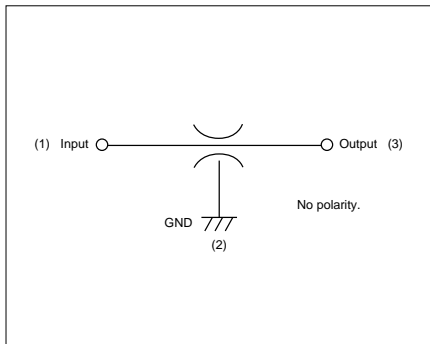 (1) Input Output (3)
No polarity.
GND
(2)